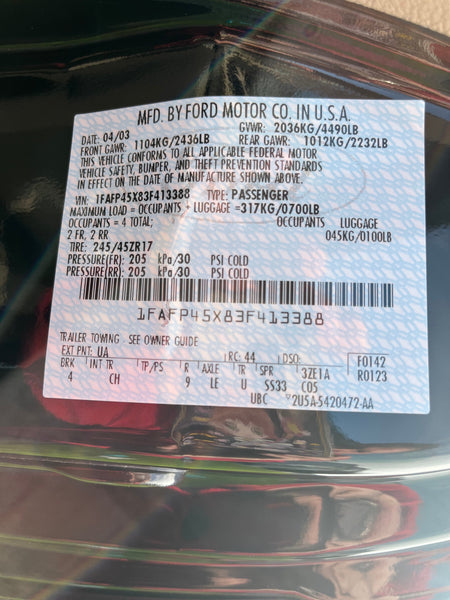 MFD. BY FORD MOTOR CO. IN U.S.A.
DATE: 04/03 GVWR: 2036KG/4490LB
FRONT GAWR: 1104KG/2436LB REAR GAWR: 1012KG/2232LB
THIS VEHICLE CONFORMS TO ALL APPLICABLE FEDERAL MOTOR
VEHICLE SAFETY, BUMPER, AND THEFT PREVENTION STANDARDS
IN EFFECT ON THE DATE OF MANUFACTURE SHOWN ABOVE.
VIN: 1FAFP45X83F413388 TYPE: PASSENGER
MAXIMUM LOAD = OCCUPANTS + LUGGAGE =317KG/0700LB
OCCUPANTS = 4 TOTAL; OCCUPANTS LUGGAGE
2 FR, 2 RR 045KG/0100LB
TIRE: 245/45ZR17
PRESSURE(FR): 205 kPa/30 PSI COLD
PRESSURE(RR): 205 kPa/30 PSI COLD
1FAFP45X83F413388
TRAILER TOWING - SEE OWNER GUIDE
EXT PNT: UA RC: 44 DSO: F0142
BRK INT TR TP/PS R AXLE TR SPR 3ZE1A R0123
4 CH 9 LE U SS33 C05
UBC 2U5A-5420472-AA